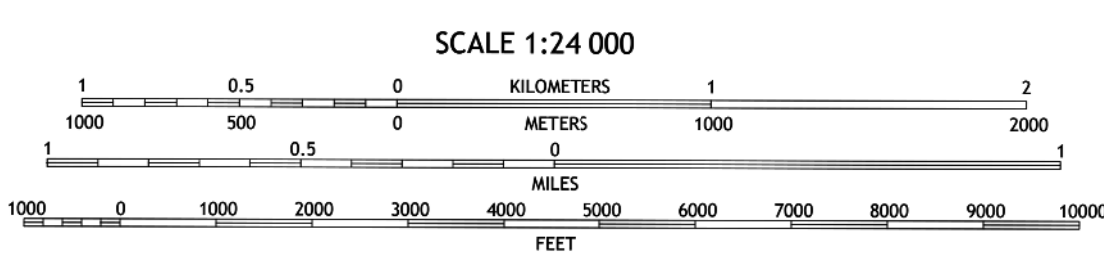 SCALE 1:24 000
1 0.5 0 KILOMETERS 1 2
1000 500 0 METERS 1000 2000
1 0.5 0 1
MILES
1000 0 1000 2000 3000 4000 5000 6000 7000 8000 9000 10000
FEET